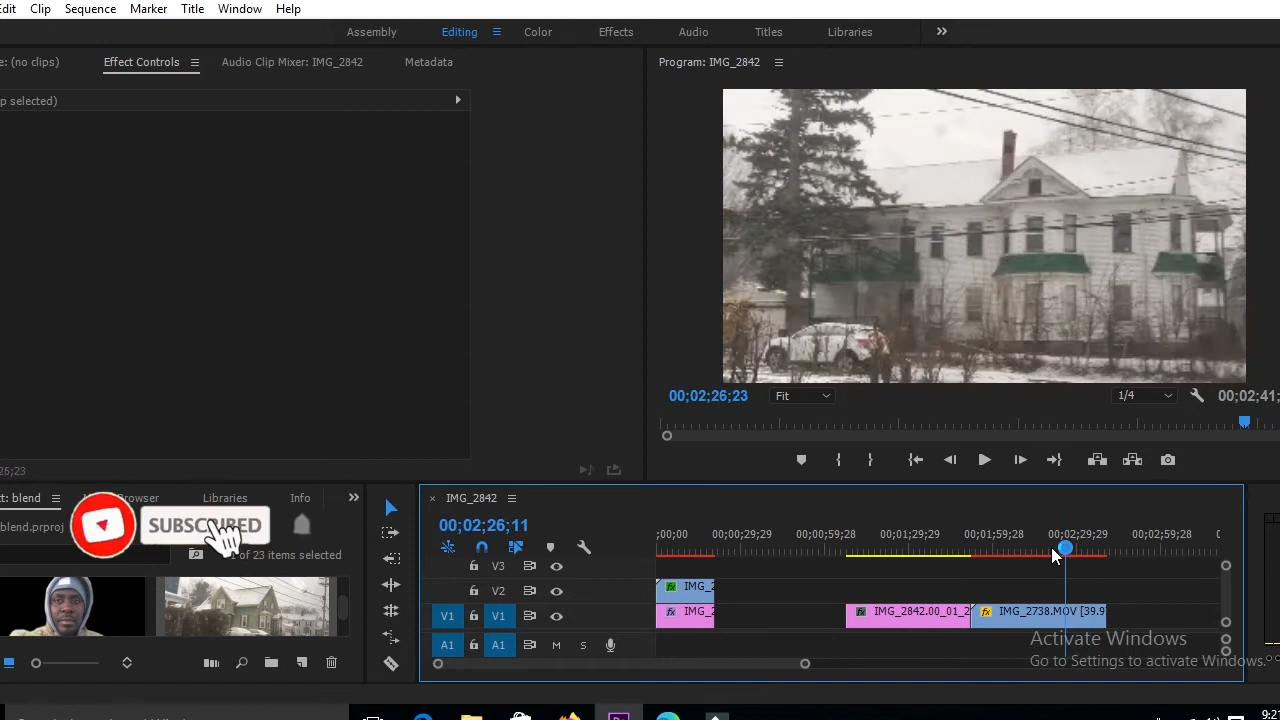 dit Clip Sequence Marker Title Window Help
Assembly Editing Color Effects Audio Titles Libraries
e: (no clips) Effect Controls Audio Clip Mixer: IMG_2842 Metadata
p selected)
Program: IMG_2842
00;02;26;23 Fit 1/4 00;02;41;
26;23
t: blend Browser Libraries Info
blend.prproj
SUBSCRIBED
1 of 23 items selected
IMG_2842
00;02;26;11
;00;00 00;00;29;29 00;00;59;28 00;01;29;29 00;01;59;28 00;02;29;29 00;02;59;28
V3
V2 IMG_2
V1 V1 IMG_2 IMG_2842.00_01_2 IMG_2738.MOV [39.9
A1 A1 M S
Activate Windows
Go to Settings to activate Windows.
9:2